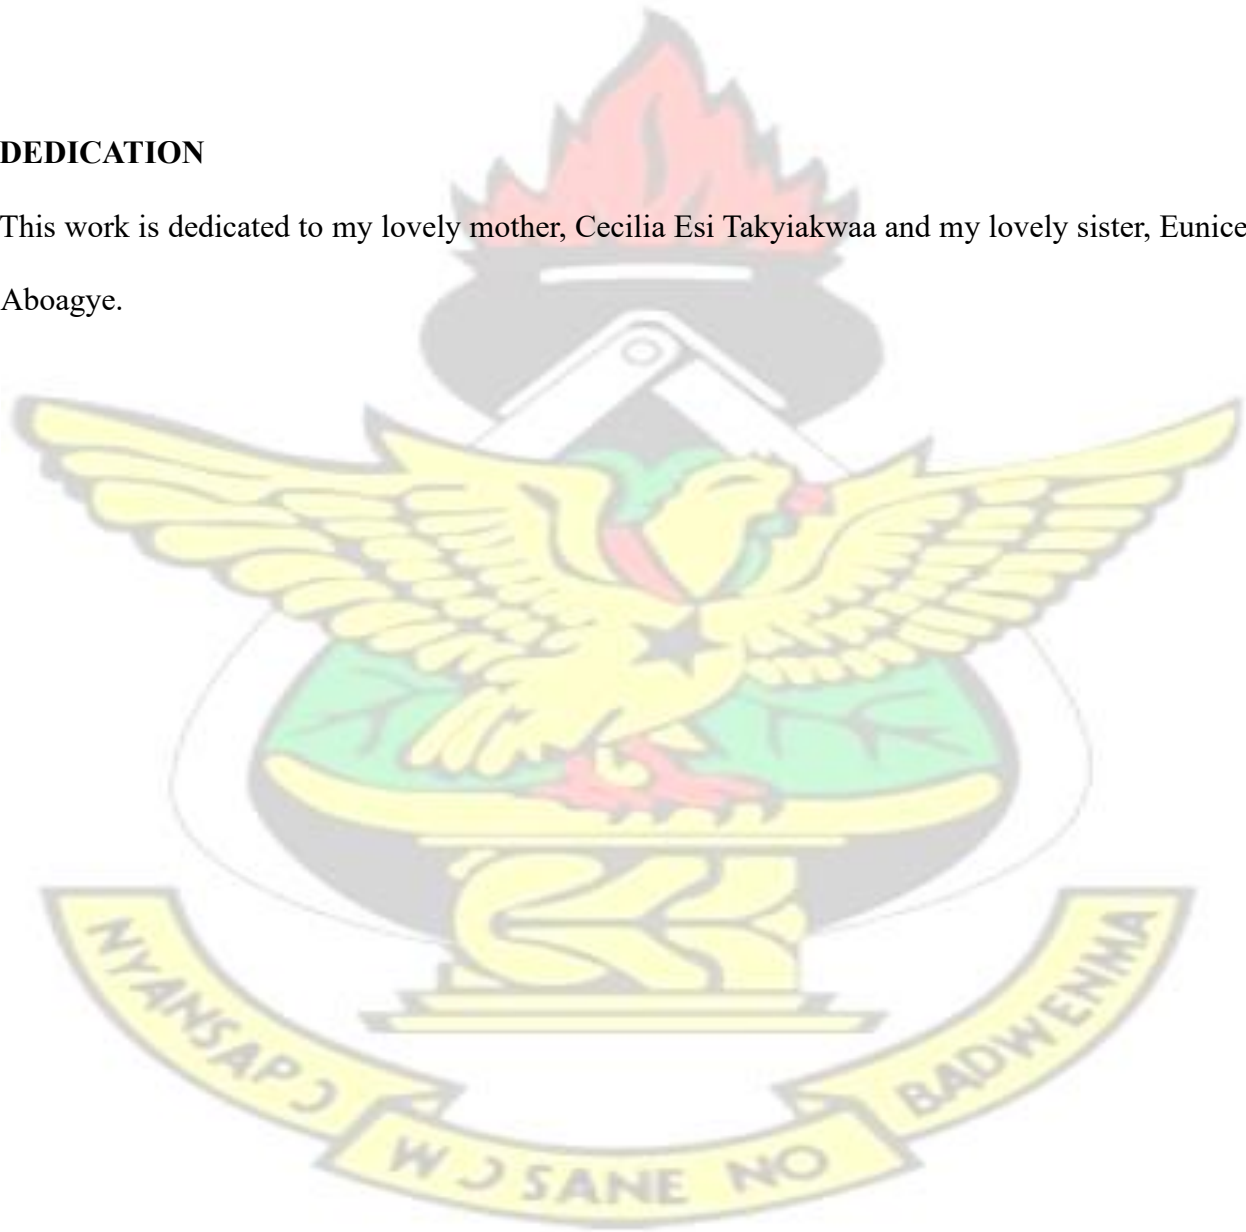 DEDICATION
This work is dedicated to my lovely mother, Cecilia Esi Takyiakwaa and my lovely sister, Eunice
Aboagye.
NYANSAPƆ
WƆSANE NO
BADWENMA